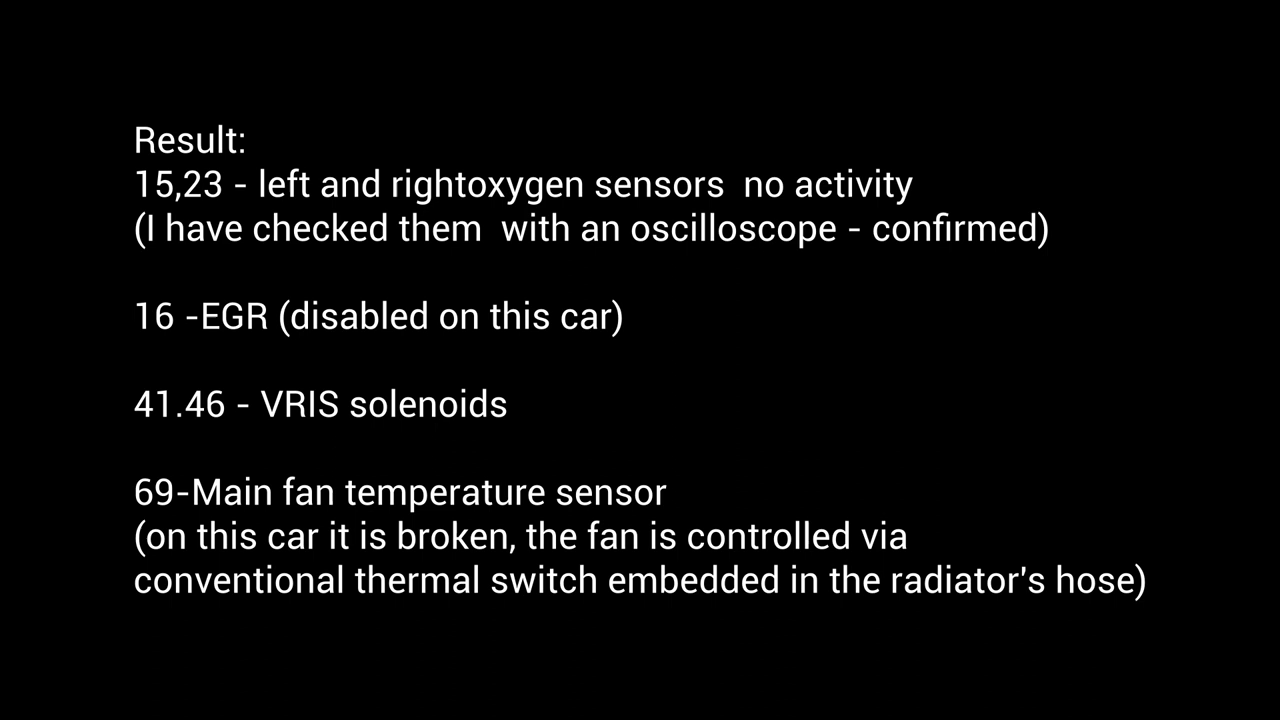 Result:
15,23 - left and rightoxygen sensors  no activity
(I have checked them  with an oscilloscope - confirmed)
16 -EGR (disabled on this car)
41.46 - VRIS solenoids
69-Main fan temperature sensor
(on this car it is broken, the fan is controlled via
conventional thermal switch embedded in the radiator's hose)